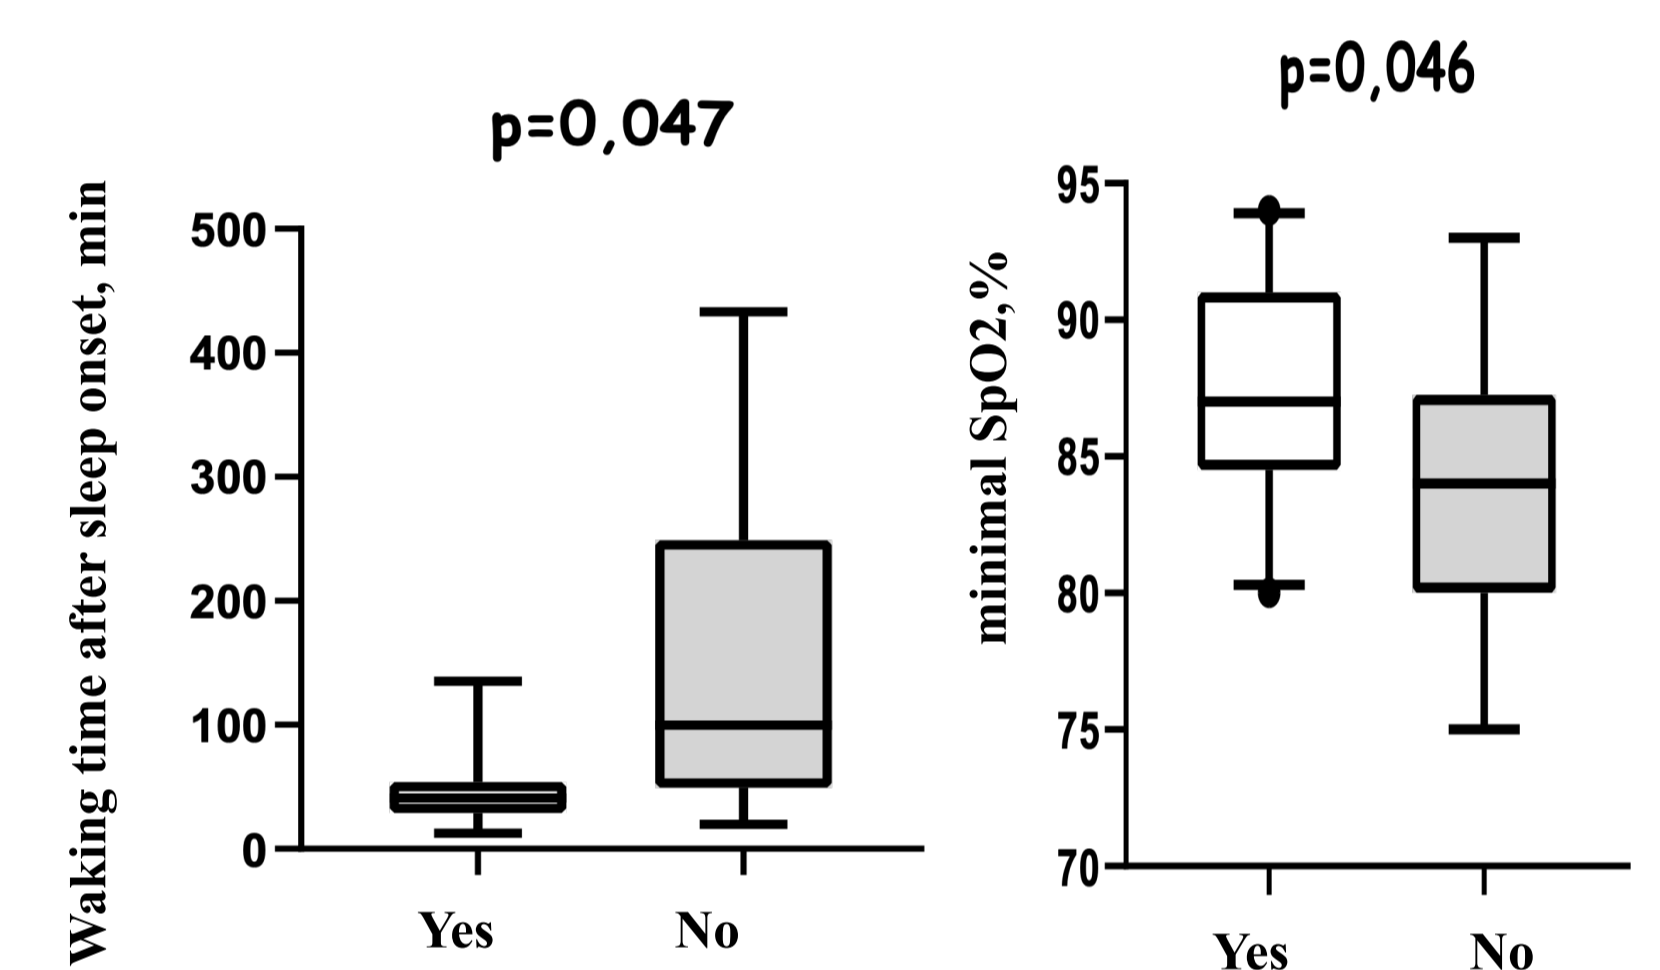 p=0,047
Waking time after sleep onset, min
500
400
300
200
100
0
Yes No
p=0,046
minimal SpO2,%
95
90
85
80
75
70
Yes No